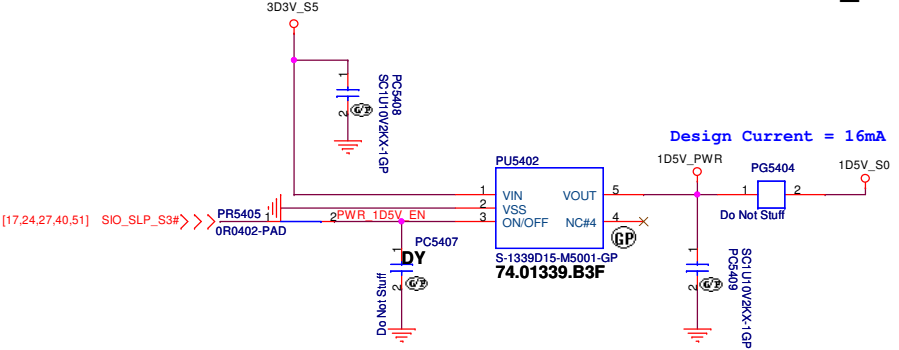 3D3V_S5
1
PC5408
SC1U10V2KX-1GP
2
G/P
Design Current = 16mA
PU5402
1D5V_PWR
PG5404
1D5V_S0
1 VIN
VOUT 5
1
2
2 VSS
[17,24,27,40,51] SIO_SLP_S3#
PR5405
1
2
PWR_1D5V_EN
3 ON/OFF
NC#4 4
Do Not Stuff
0R0402-PAD
GP
PC5407
1
DY
2
G/P
Do Not Stuff
S-1339D15-M5001-GP
74.01339.B3F
1
PC5409
SC1U10V2KX-1GP
2
G/P